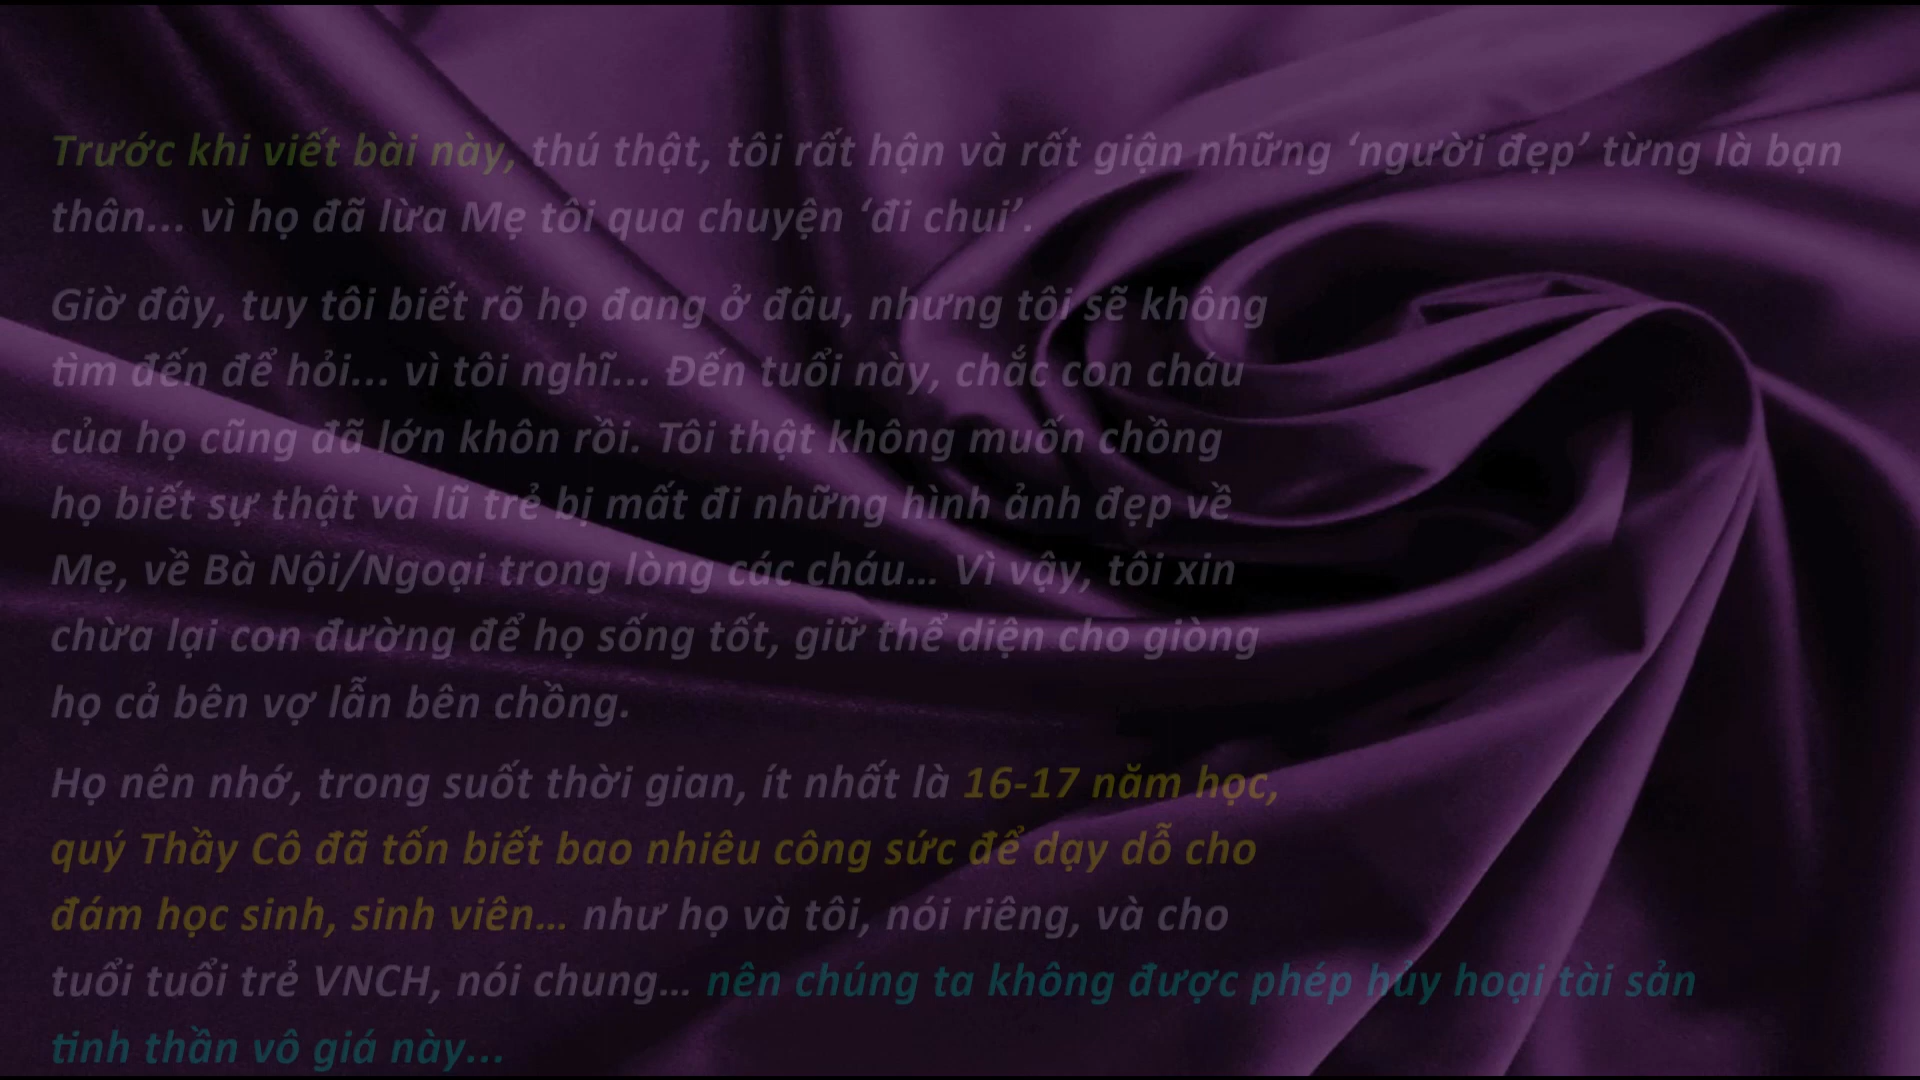 Trước khi viết bài này, thú thật, tôi rất hận và rất giận những ‘người đẹp’ từng là bạn
thân... vì họ đã lừa Mẹ tôi qua chuyện ‘đi chui’.
Giờ đây, tuy tôi biết rõ họ đang ở đâu, nhưng tôi sẽ không
tìm đến để hỏi... vì tôi nghĩ... Đến tuổi này, chắc con cháu
của họ cũng đã lớn khôn rồi. Tôi thật không muốn chồng
họ biết sự thật và lũ trẻ bị mất đi những hình ảnh đẹp về
Mẹ, về Bà Nội/Ngoại trong lòng các cháu... Vì vậy, tôi xin
chừa lại con đường để họ sống tốt, giữ thể diện cho giòng
họ cả bên vợ lẫn bên chồng.
Họ nên nhớ, trong suốt thời gian, ít nhất là 16-17 năm học,
quý Thầy Cô đã tốn biết bao nhiêu công sức để dạy dỗ cho
đám học sinh, sinh viên... như họ và tôi, nói riêng, và cho
tuổi tuổi trẻ VNCH, nói chung... nên chúng ta không được phép hủy hoại tài sản
tinh thần vô giá này...